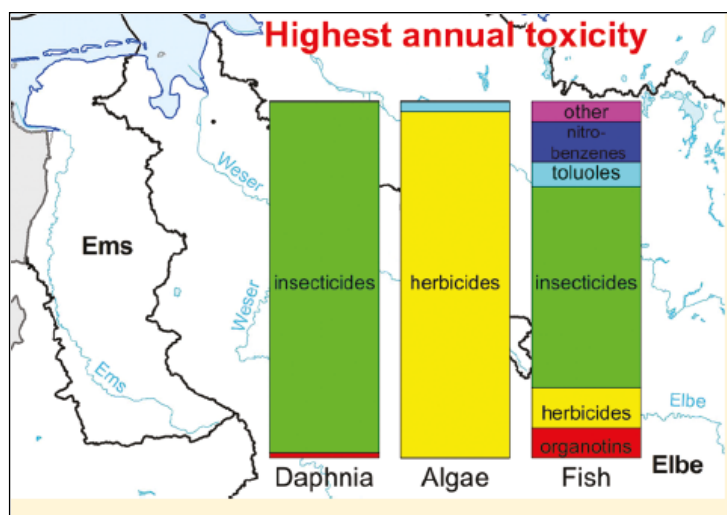 Highest annual toxicity
other
nitro-
benzenes
toluoles
Weser
Ems
insecticides
herbicides
insecticides
Weser
Ems
Elbe
herbicides
organotins
Daphnia
Algae
Fish
Elbe